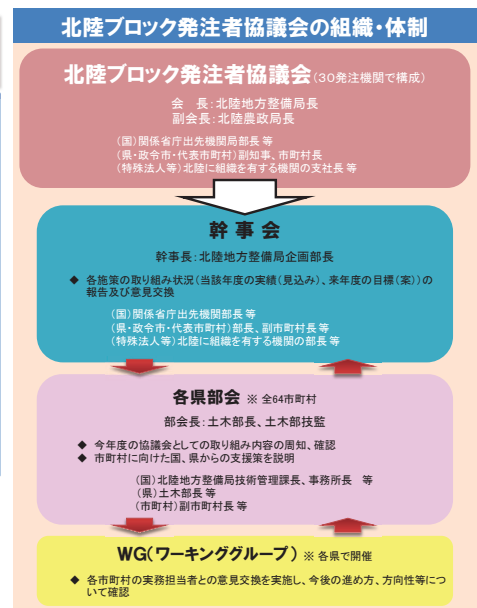 北陸ブロック発注者協議会の組織・体制
北陸ブロック発注者協議会(30発注機関で構成)
会　長:北陸地方整備局長
副会長:北陸農政局長
(国)関係省庁出先機関局部長等
(県・政令市・代表市町村)副知事、市町村長
(特殊法人等)北陸に組織を有する機関の支社長等
幹事会
幹事長:北陸地方整備局企画部長
◆ 各施策の取り組み状況(当該年度の実績(見込み)、来年度の目標(案))の
報告及び意見交換
(国)関係省庁出先機関部長等
(県・政令市・代表市町村)部長、副市町村長等
(特殊法人等)北陸に組織を有する機関の部長等
各県部会 ※ 全64市町村
部会長:土木部長、土木部技監
◆ 今年度の協議会としての取り組み内容の周知、確認
◆ 市町村に向けた国、県からの支援策を説明
(国)北陸地方整備局技術管理課長、事務所長　等
(県)土木部長等
(市町村)副市町村長等
WG(ワーキンググループ) ※ 各県で開催
◆ 各市町村の実務担当者との意見交換を実施し、今後の進め方、方向性等につ
いて確認